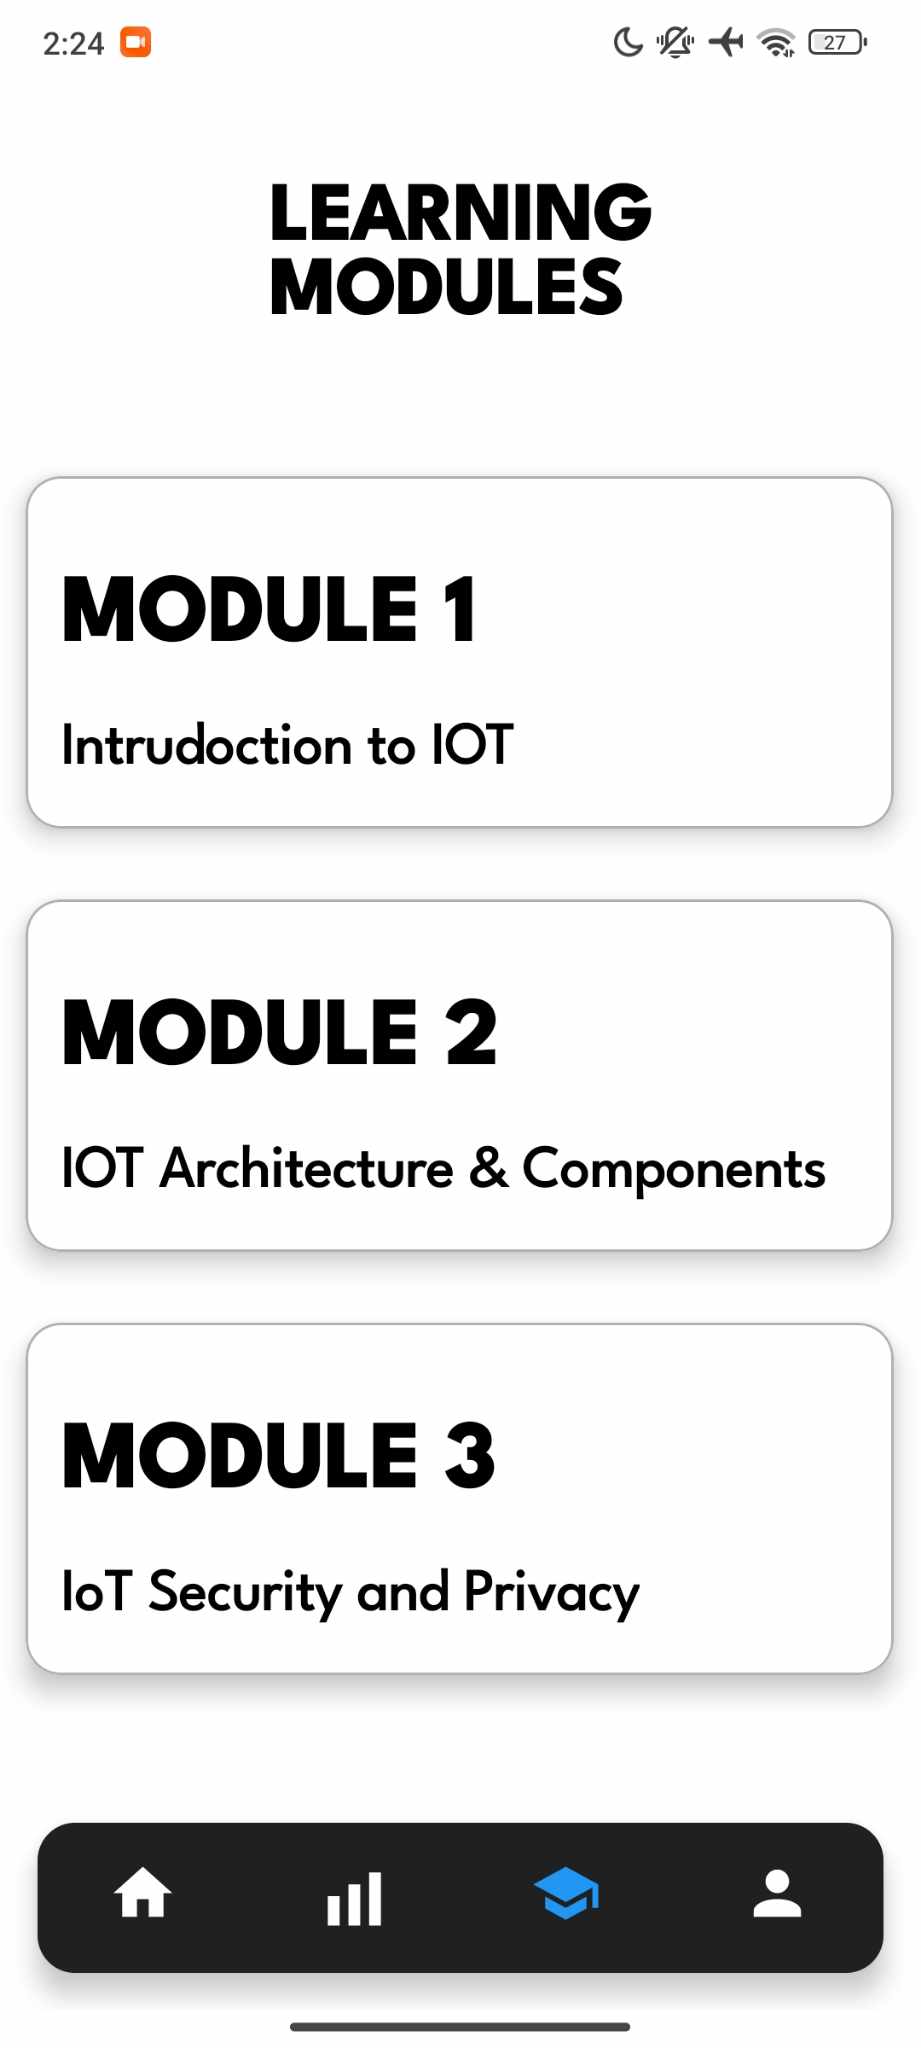 2:24
27
LEARNING
MODULES
MODULE 1
Intrudoction to IOT
MODULE 2
IOT Architecture & Components
MODULE 3
IoT Security and Privacy